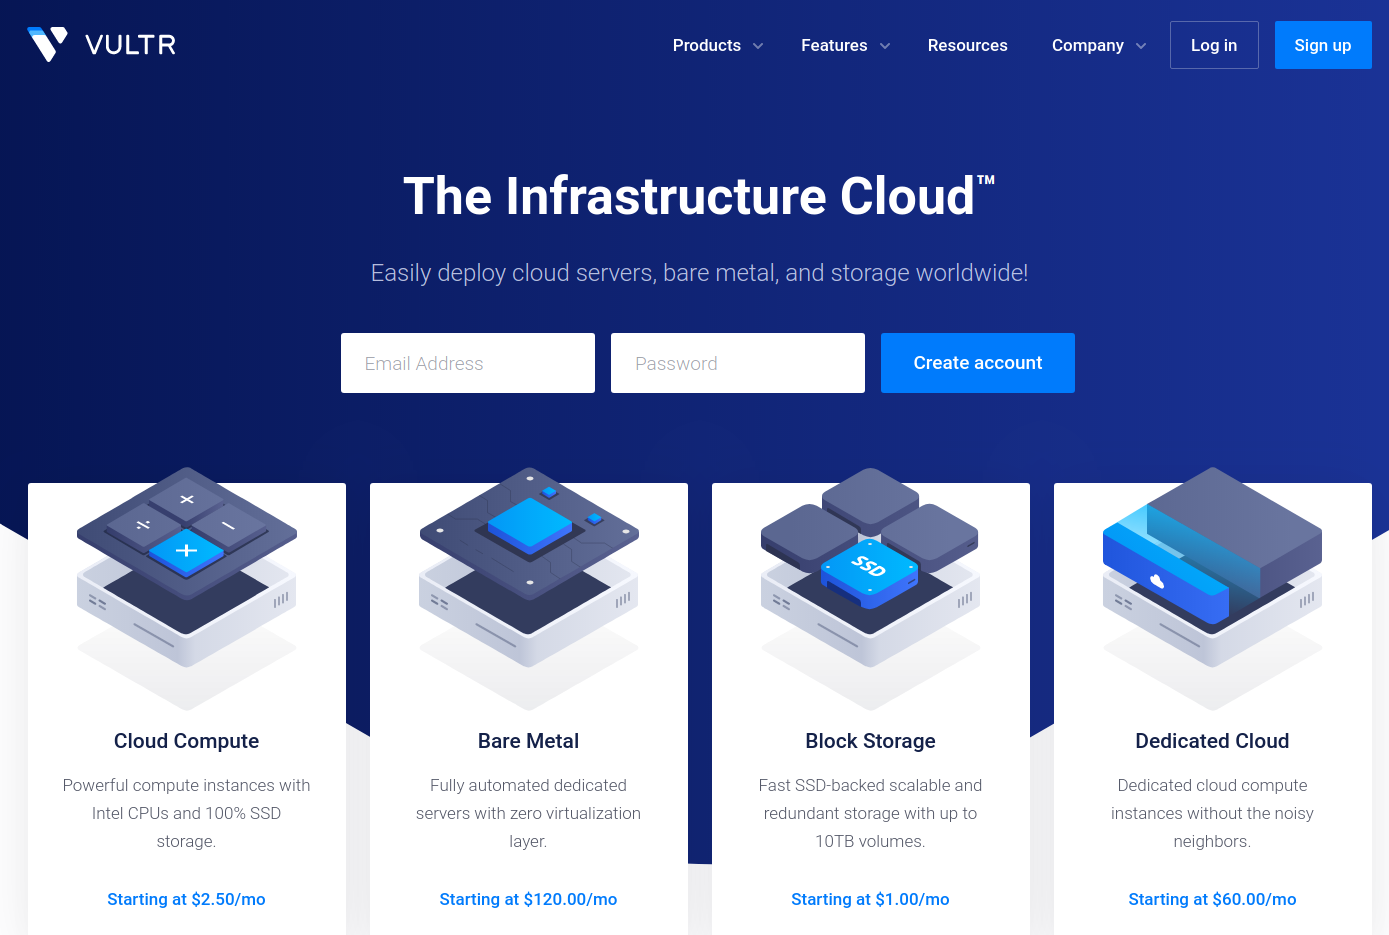 VULTR
Products Features Resources Company Log in Sign up
The Infrastructure Cloud™
Easily deploy cloud servers, bare metal, and storage worldwide!
Email Address Password Create account
SSD
Cloud Compute
Powerful compute instances with
Intel CPUs and 100% SSD
storage.
Starting at $2.50/mo
Bare Metal
Fully automated dedicated
servers with zero virtualization
layer.
Starting at $120.00/mo
Block Storage
Fast SSD-backed scalable and
redundant storage with up to
10TB volumes.
Starting at $1.00/mo
Dedicated Cloud
Dedicated cloud compute
instances without the noisy
neighbors.
Starting at $60.00/mo